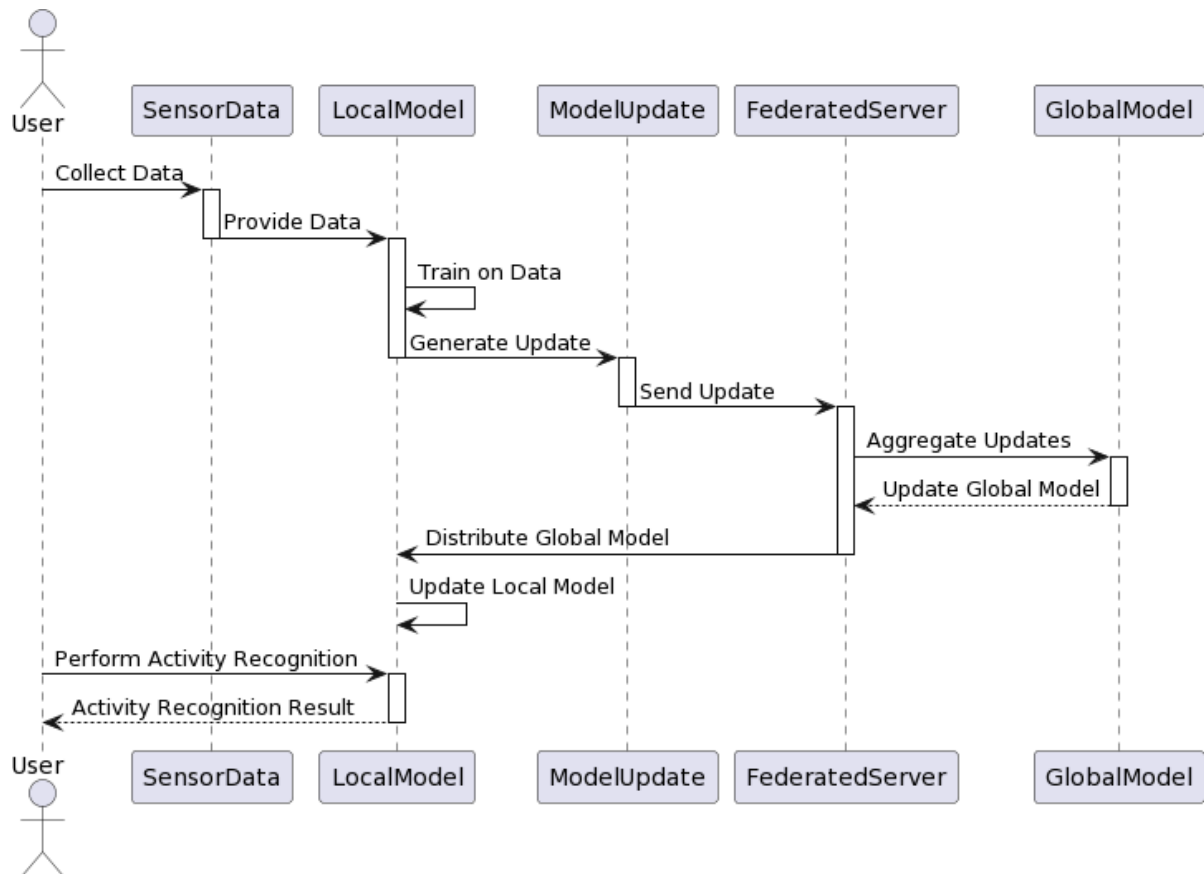 User
SensorData
LocalModel
ModelUpdate
FederatedServer
GlobalModel
Collect Data
Provide Data
Train on Data
Generate Update
Send Update
Aggregate Updates
Update Global Model
Distribute Global Model
Update Local Model
Perform Activity Recognition
Activity Recognition Result
User
SensorData
LocalModel
ModelUpdate
FederatedServer
GlobalModel